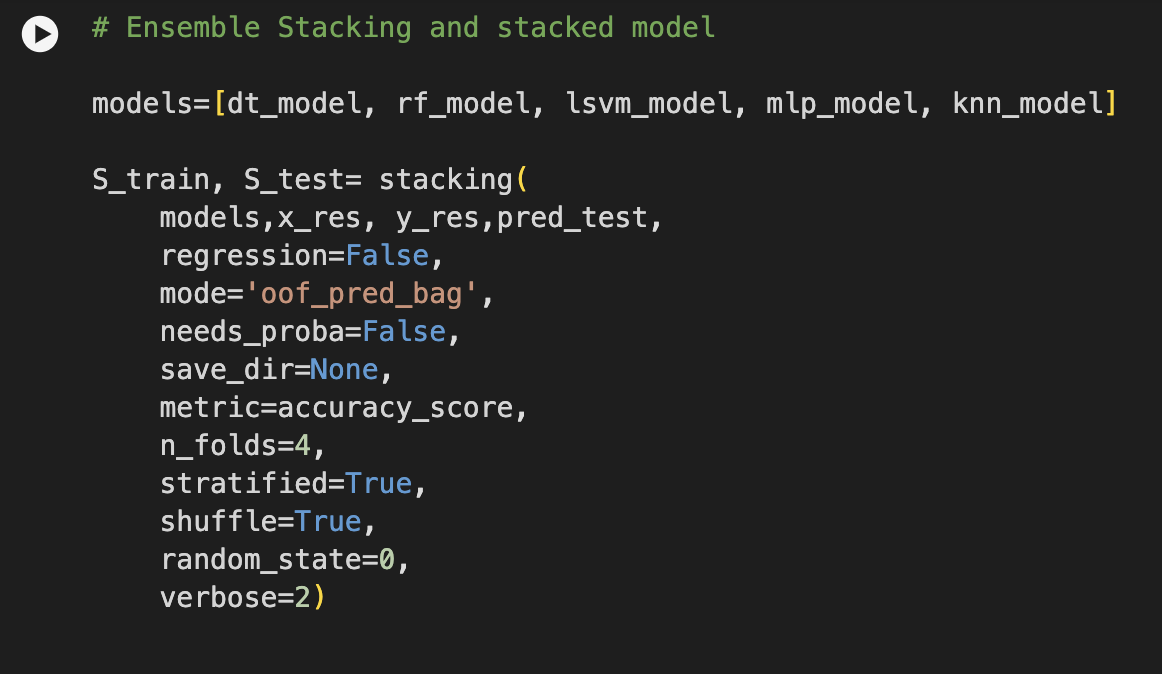 # Ensemble Stacking and stacked model
models=[dt_model, rf_model, lsvm_model, mlp_model, knn_model]
S_train, S_test= stacking(
    models,x_res, y_res,pred_test,
    regression=False,
    mode='oof_pred_bag',
    needs_proba=False,
    save_dir=None,
    metric=accuracy_score,
    n_folds=4,
    stratified=True,
    shuffle=True,
    random_state=0,
    verbose=2)